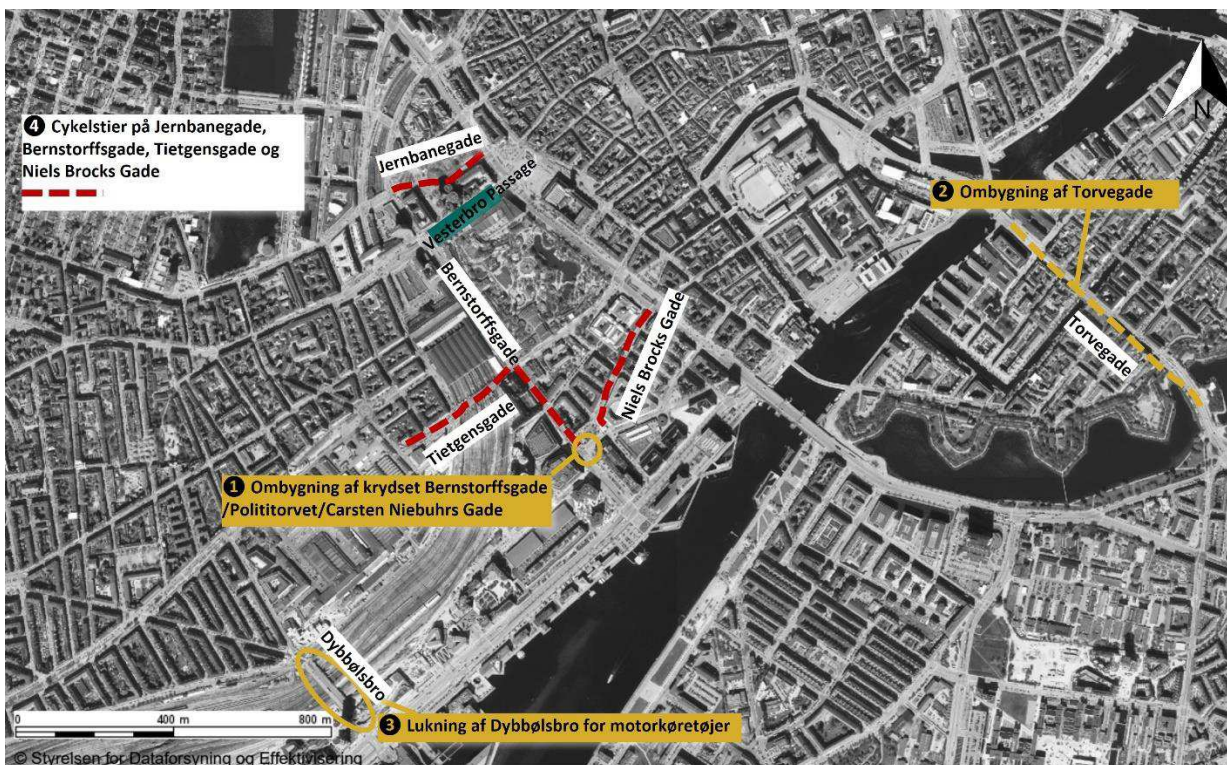 ❹ Cykelstier på Jernbanegade,
Bernstorffsgade, Tietgensgade og
Niels Brocks Gade
Jernbanegade
Vesterbro Passage
N
❷ Ombygning af Torvegade
Bernstorffsgade
Niels Brocks Gade
Torvegade
Tietgensgade
❶ Ombygning af krydset Bernstorffsgade
/Polititorvet/Carsten Niebuhrs Gade
Dybbølsbro
0 400 m 800 m
❸ Lukning af Dybbølsbro for motorkøretøjer
© Styrelsen for Dataforsyning og Effektivisering